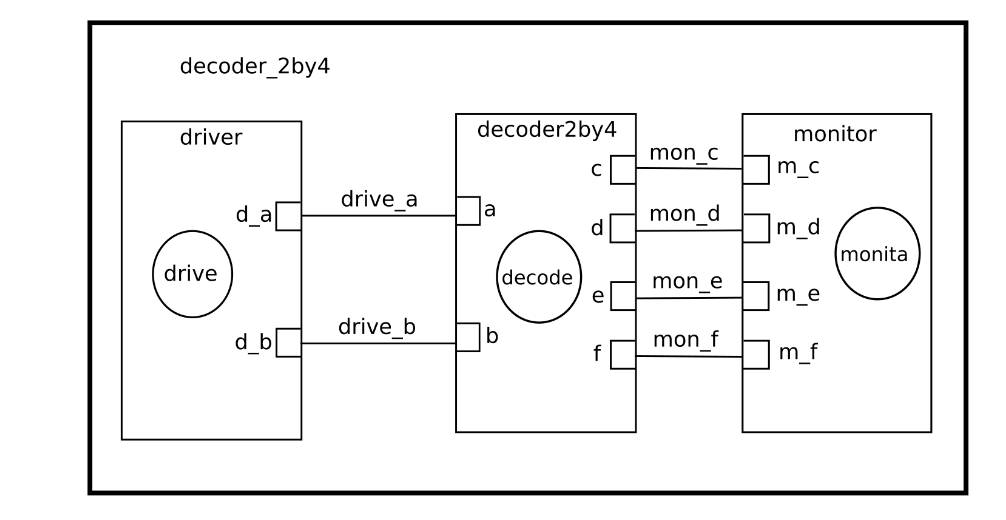 decoder_2by4
driver
d_a
drive
d_b
drive_a
drive_b
decoder2by4
a
b
decode
c
d
e
f
mon_c
mon_d
mon_e
mon_f
monitor
m_c
m_d
m_e
m_f
monita